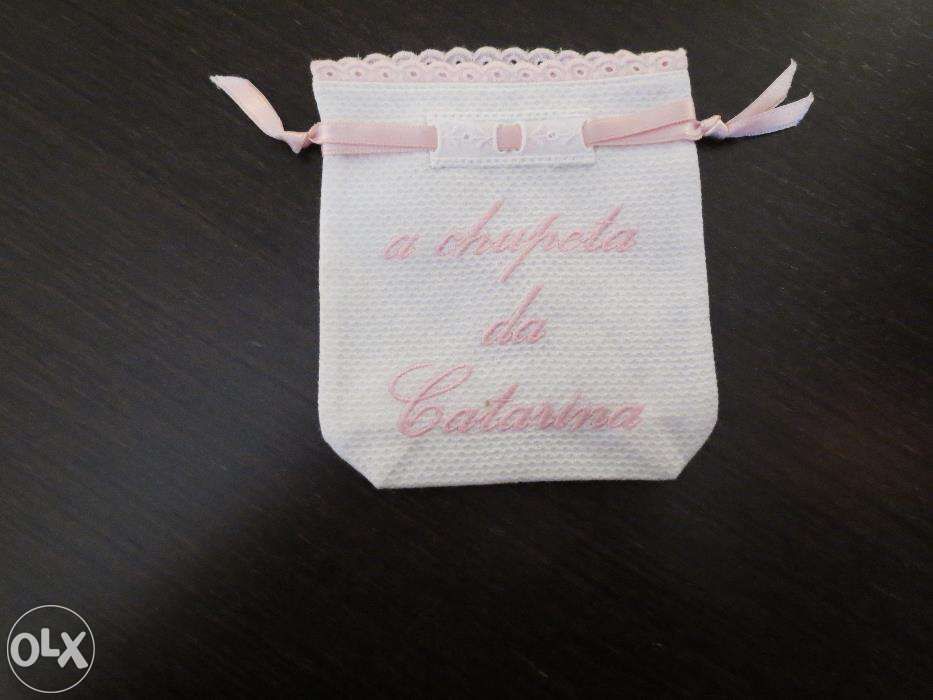 a chupeta
da
Catarina
OLX